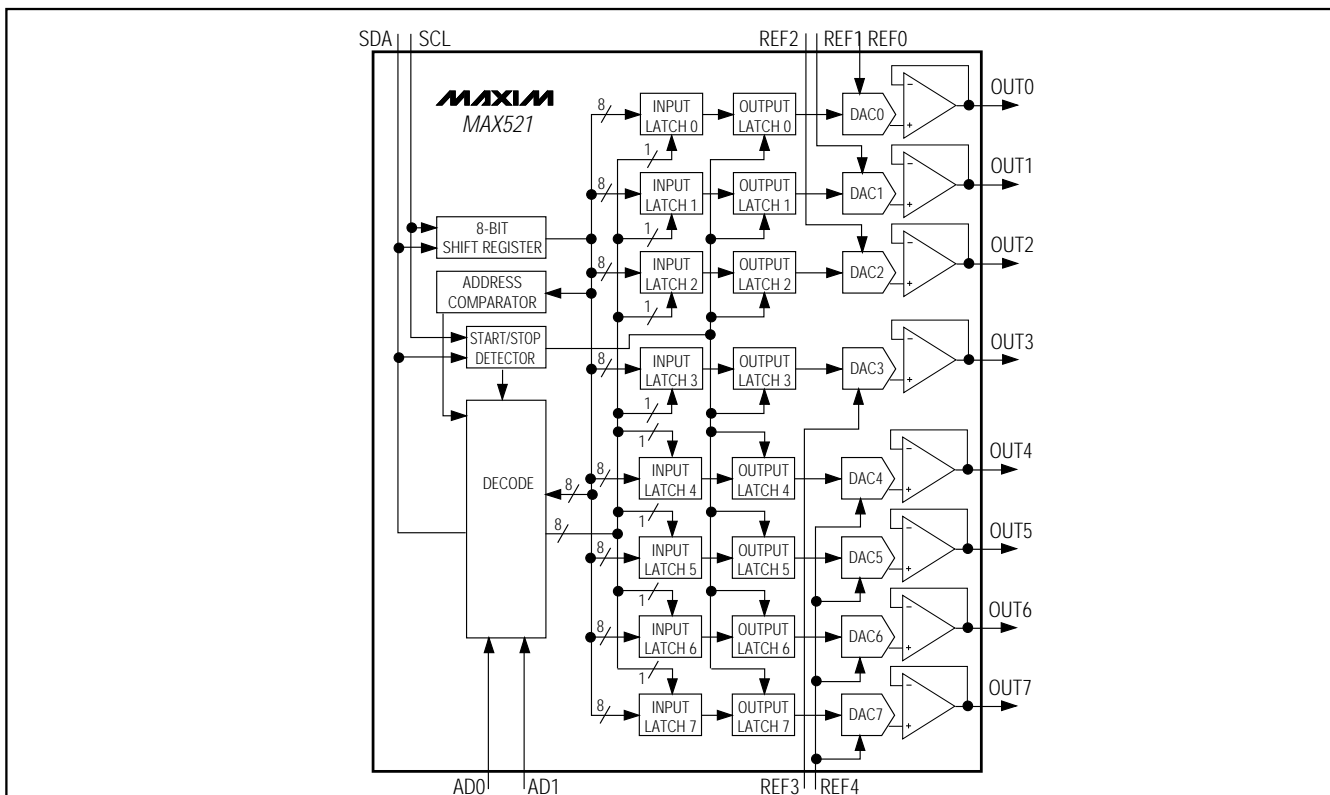 SDA SCL REF2 REF1 REF0
MAXIM
MAX521
8 INPUT LATCH 0 OUTPUT LATCH 0 DAC0 - + OUT0
1
8 INPUT LATCH 1 OUTPUT LATCH 1 DAC1 - + OUT1
1
8-BIT
SHIFT REGISTER
8 INPUT LATCH 2 OUTPUT LATCH 2 DAC2 - + OUT2
1
ADDRESS
COMPARATOR
START/STOP
DETECTOR
8 INPUT LATCH 3 OUTPUT LATCH 3 DAC3 - + OUT3
1
1
8 INPUT LATCH 4 OUTPUT LATCH 4 DAC4 - + OUT4
DECODE
8
8
1
8 INPUT LATCH 5 OUTPUT LATCH 5 DAC5 - + OUT5
1
8 INPUT LATCH 6 OUTPUT LATCH 6 DAC6 - + OUT6
1
8 INPUT LATCH 7 OUTPUT LATCH 7 DAC7 - + OUT7
AD0 AD1 REF3 REF4